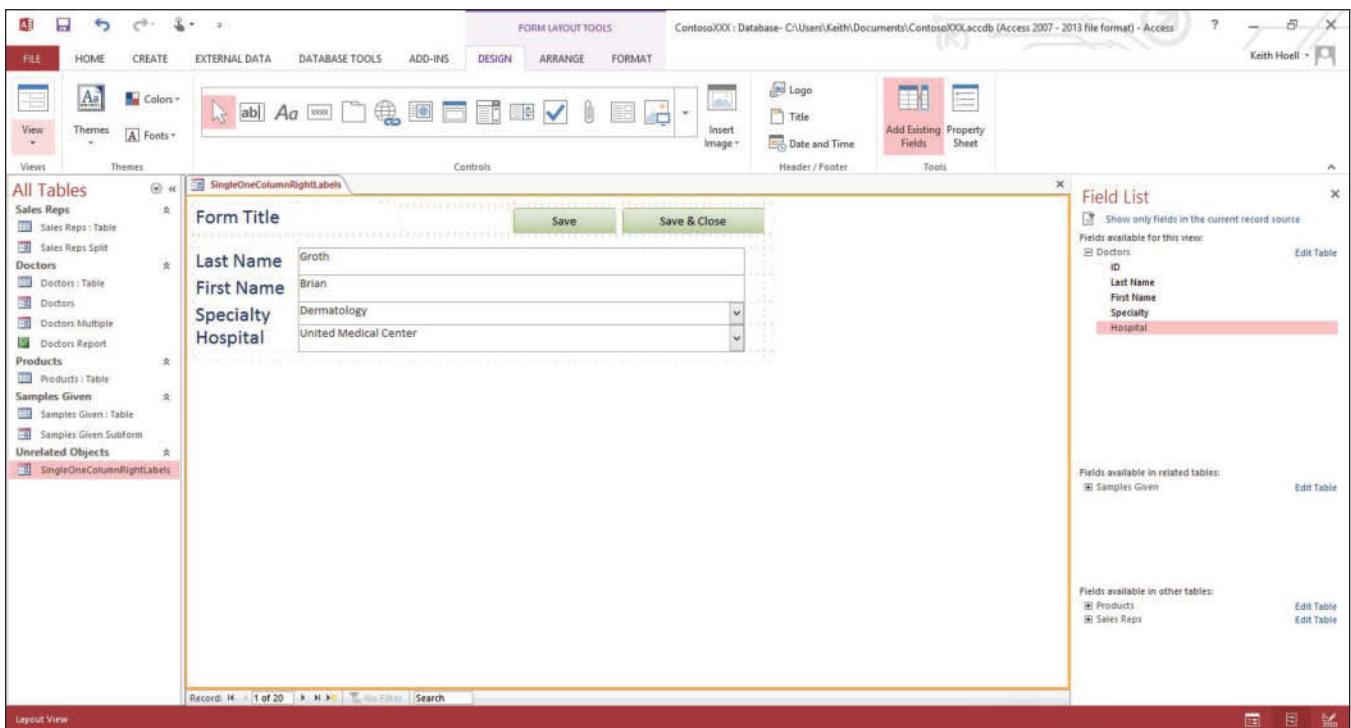 FORM LAYOUT TOOLS
ContosoXXX : Database- C:\Users\Keith\Documents\ContosoXXX.accdb (Access 2007 - 2013 file format) - Access
?
FILE HOME CREATE EXTERNAL DATA DATABASE TOOLS ADD-INS DESIGN ARRANGE FORMAT
Keith Hoell
View
Views
Aa
Themes
Colors
A Fonts
Themes
ab| Aa xxxx
Controls
Insert
Image
Logo
Title
Date and Time
Header / Footer
Add Existing
Fields
Property
Sheet
Tools
All Tables
Sales Reps
Sales Reps : Table
Sales Reps Split
Doctors
Doctors : Table
Doctors
Doctors Multiple
Doctors Report
Products
Products : Table
Samples Given
Samples Given : Table
Samples Given Subform
Unrelated Objects
SingleOneColumnRightLabels
SingleOneColumnRightLabels
Form Title
Save
Save & Close
Last Name Groth
First Name Brian
Specialty Dermatology
Hospital United Medical Center
Record: 1 of 20 No Filter Search
Field List
Show only fields in the current record source
Fields available for this view:
Doctors Edit Table
ID
Last Name
First Name
Specialty
Hospital
Fields available in related tables:
Samples Given Edit Table
Fields available in other tables:
Products Edit Table
Sales Reps Edit Table
Layout View